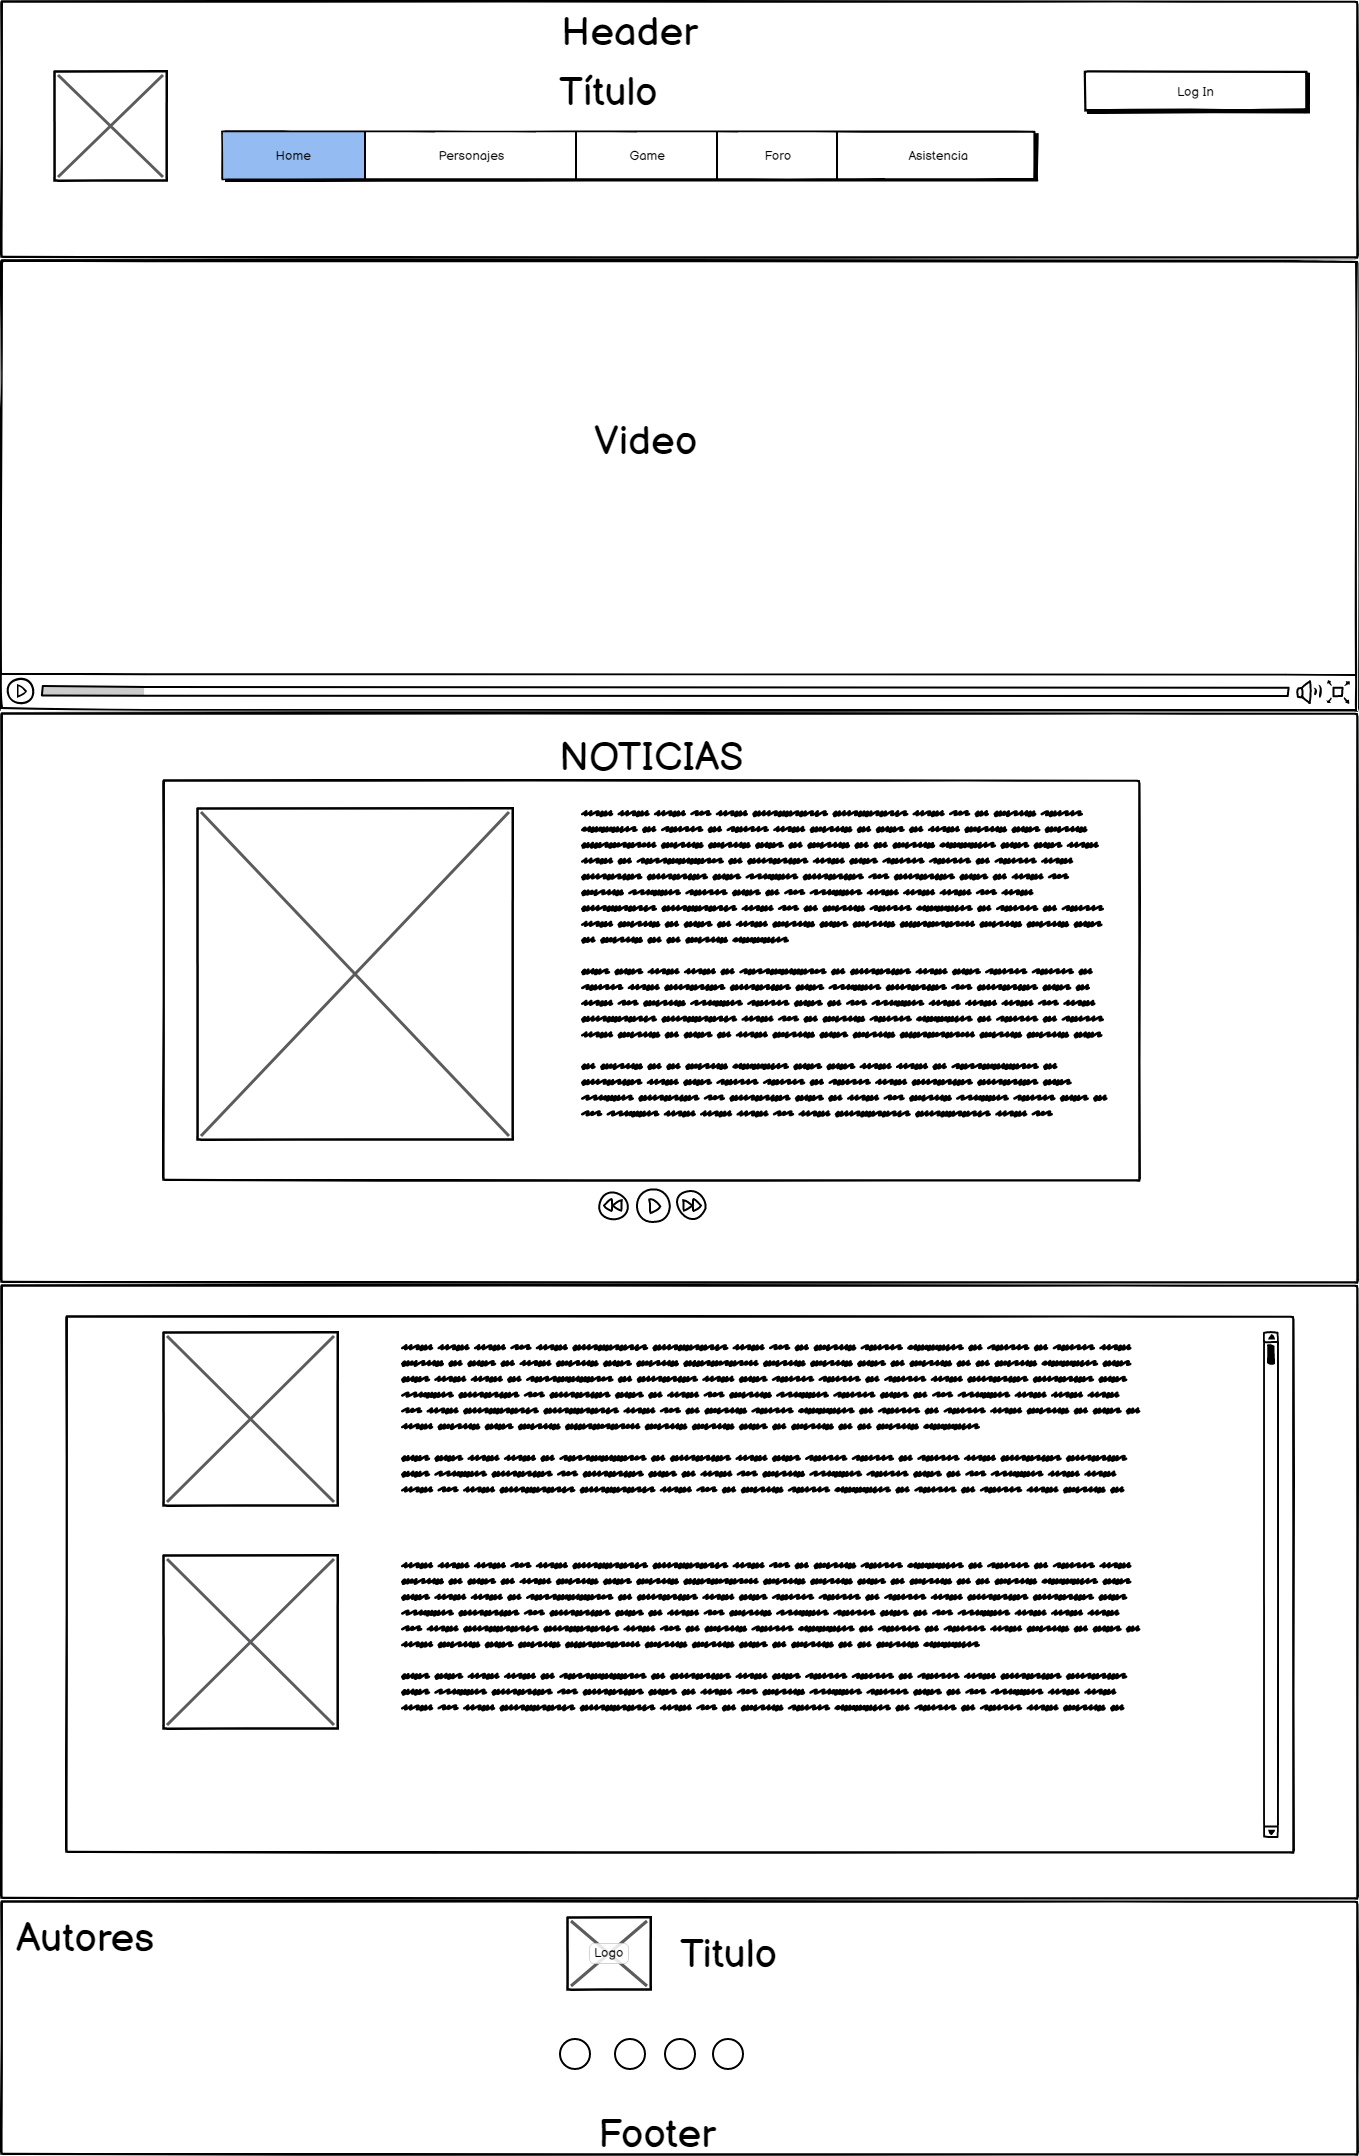 Header
Título
Log In
Home
Personajes
Game
Foro
Asistencia
Video
NOTICIAS
Autores
Logo
Titulo
Footer